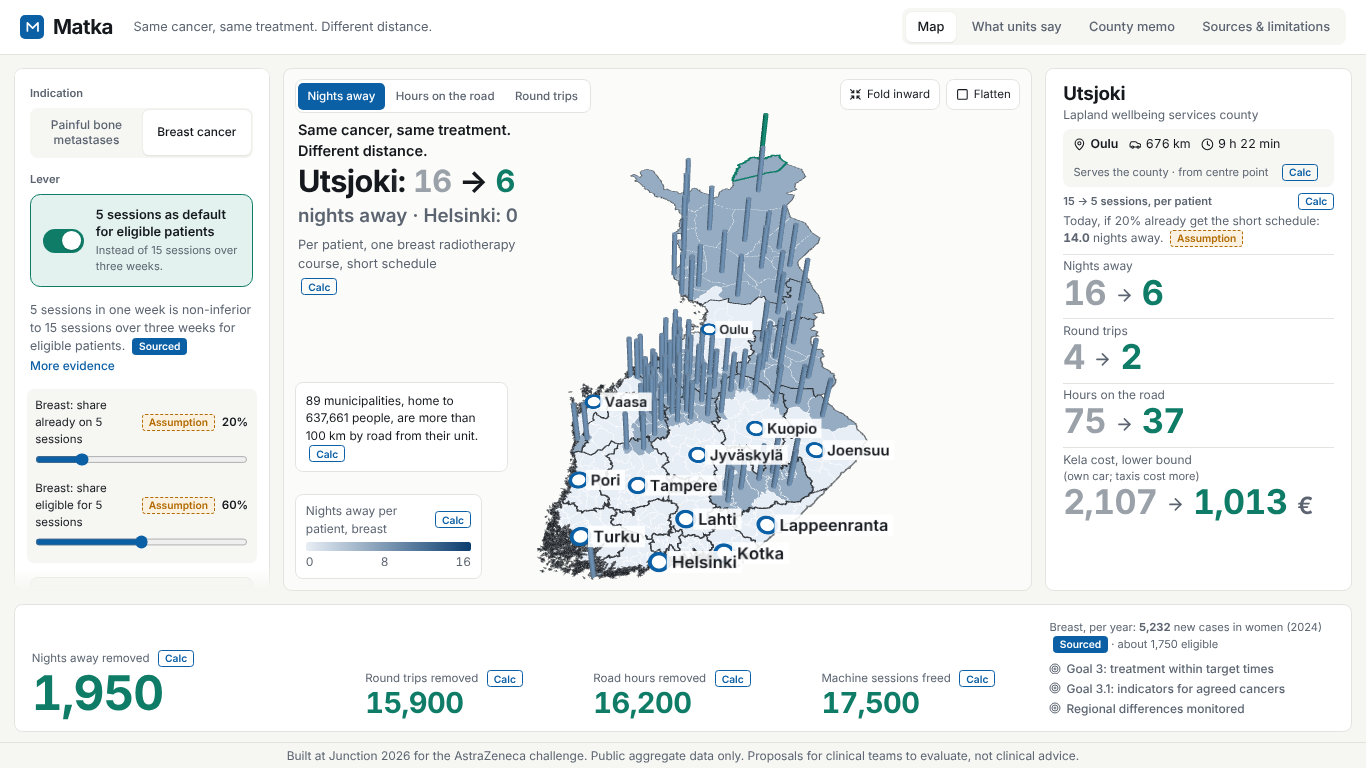 Matka
Same cancer, same treatment. Different distance.
Map
What units say
County memo
Sources & limitations
Indication
Painful bone
metastases
Breast cancer
Lever
5 sessions as default
for eligible patients
Instead of 15 sessions over
three weeks.
5 sessions in one week is non-inferior
to 15 sessions over three weeks for
eligible patients. Sourced
More evidence
Breast: share
already on 5
sessions
Assumption 20%
Breast: share
eligible for 5
sessions
Assumption 60%
Nights away
Hours on the road
Round trips
Fold inward
Flatten
Same cancer, same treatment.
Different distance.
Utsjoki: 16 → 6
nights away · Helsinki: 0
Per patient, one breast radiotherapy
course, short schedule
Calc
89 municipalities, home to
637,661 people, are more than
100 km by road from their unit.
Calc
Nights away per
patient, breast
Calc
0 8 16
Oulu
Vaasa
Kuopio
Joensuu
Jyväskylä
Pori
Tampere
Lahti
Lappeenranta
Turku
Kotka
Helsinki
Utsjoki
Lapland wellbeing services county
Oulu 676 km 9 h 22 min
Serves the county · from centre point Calc
15 → 5 sessions, per patient Calc
Today, if 20% already get the short schedule:
14.0 nights away. Assumption
Nights away
16 → 6
Round trips
4 → 2
Hours on the road
75 → 37
Kela cost, lower bound
(own car; taxis cost more)
2,107 → 1,013 €
Nights away removed Calc
1,950
Round trips removed Calc
15,900
Road hours removed Calc
16,200
Machine sessions freed Calc
17,500
Breast, per year: 5,232 new cases in women (2024)
Sourced · about 1,750 eligible
Goal 3: treatment within target times
Goal 3.1: indicators for agreed cancers
Regional differences monitored
Built at Junction 2026 for the AstraZeneca challenge. Public aggregate data only. Proposals for clinical teams to evaluate, not clinical advice.